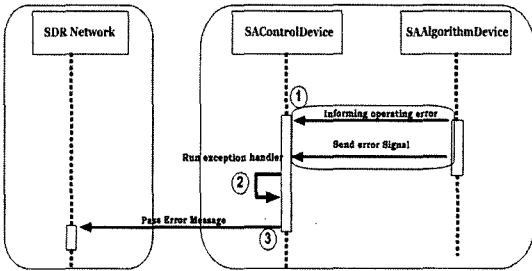 SDR Network
SAControlDevice
SAAlgorithmDevice
1
Informing operating error
Send error Signal
Run exception handler
2
Pass Error Message
3